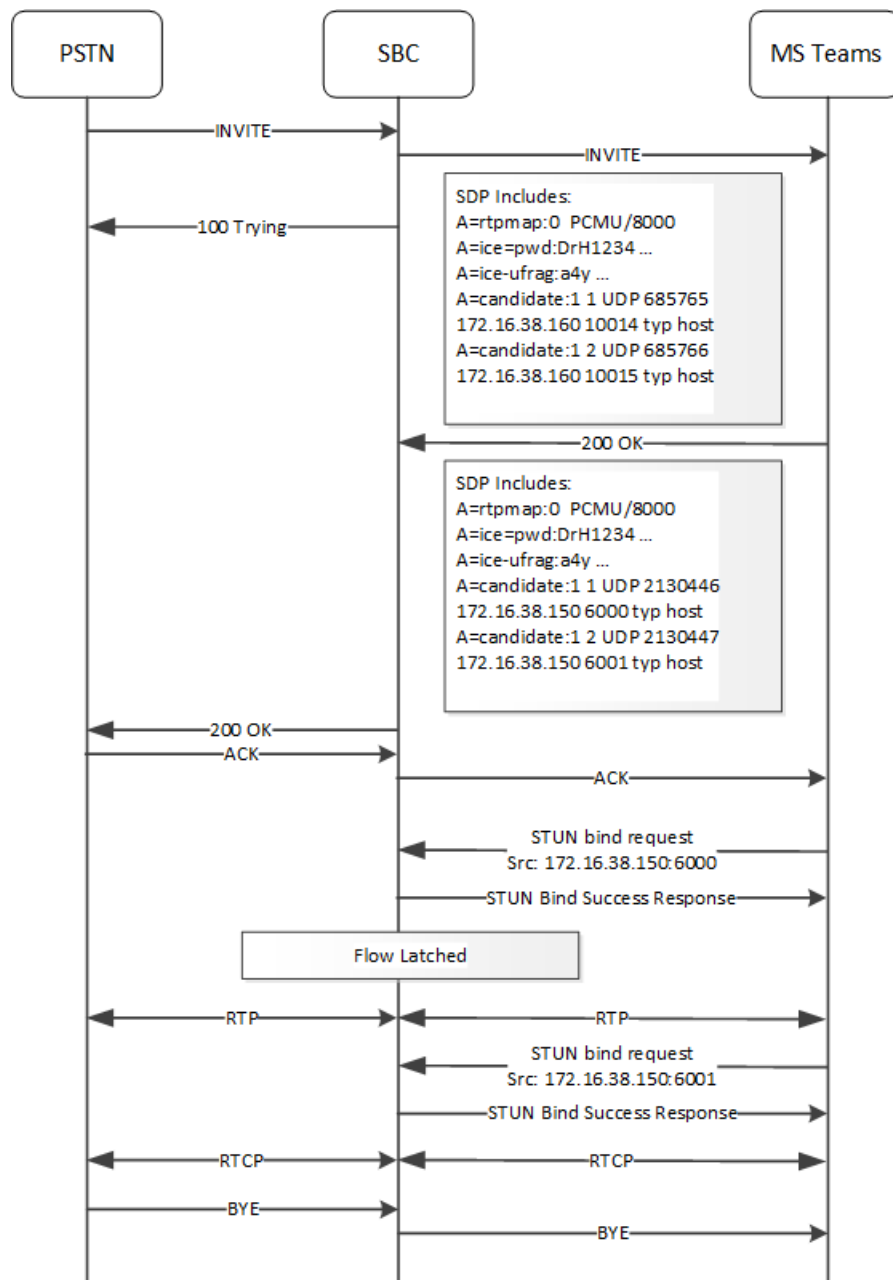 PSTN
SBC
MS Teams
INVITE
INVITE
SDP Includes:
A=rtpmap:0 PCMU/8000
A=ice=pwd:DrH1234 ...
A=ice-ufrag:a4y ...
A=candidate:1 1 UDP 685765
172.16.38.160 10014 typ host
A=candidate:1 2 UDP 685766
172.16.38.160 10015 typ host
100 Trying
200 OK
SDP Includes:
A=rtpmap:0 PCMU/8000
A=ice=pwd:DrH1234 ...
A=ice-ufrag:a4y ...
A=candidate:1 1 UDP 2130446
172.16.38.150 6000 typ host
A=candidate:1 2 UDP 2130447
172.16.38.150 6001 typ host
200 OK
ACK
ACK
STUN bind request
Src: 172.16.38.150:6000
STUN Bind Success Response
Flow Latched
RTP
RTP
STUN bind request
Src: 172.16.38.150:6001
STUN Bind Success Response
RTCP
RTCP
BYE
BYE